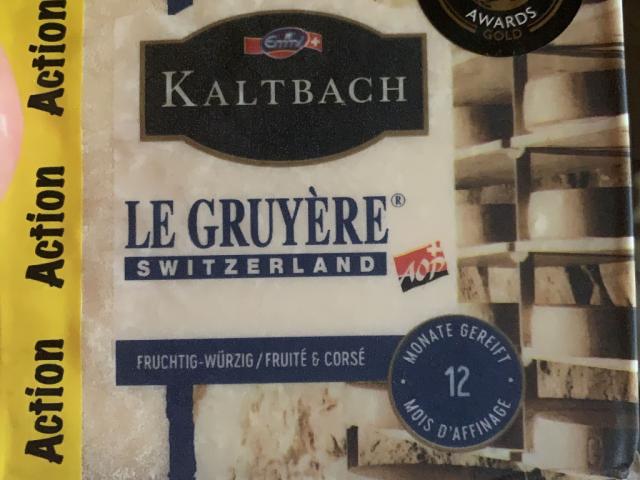 AWARDS
GOLD
Emmi
KALTBACH
LE GRUYÈRE®
SWITZERLAND
AOP
FRUCHTIG-WÜRZIG / FRUITÉ & CORSÉ
MONATE GEREIFT
12
MOIS D'AFFINAGE
Action
Action
Action